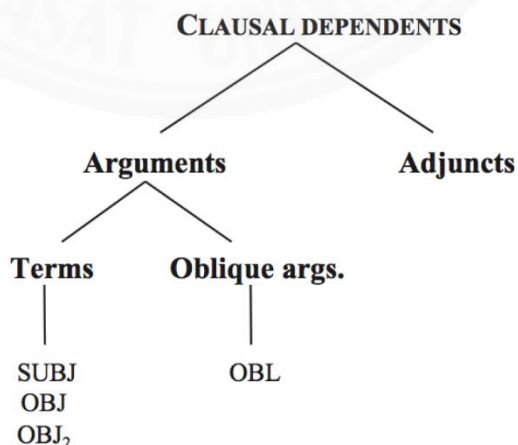 CLAUSAL DEPENDENTS
Arguments Adjuncts
Terms Oblique args.
SUBJ OBL
OBJ
OBJ₂